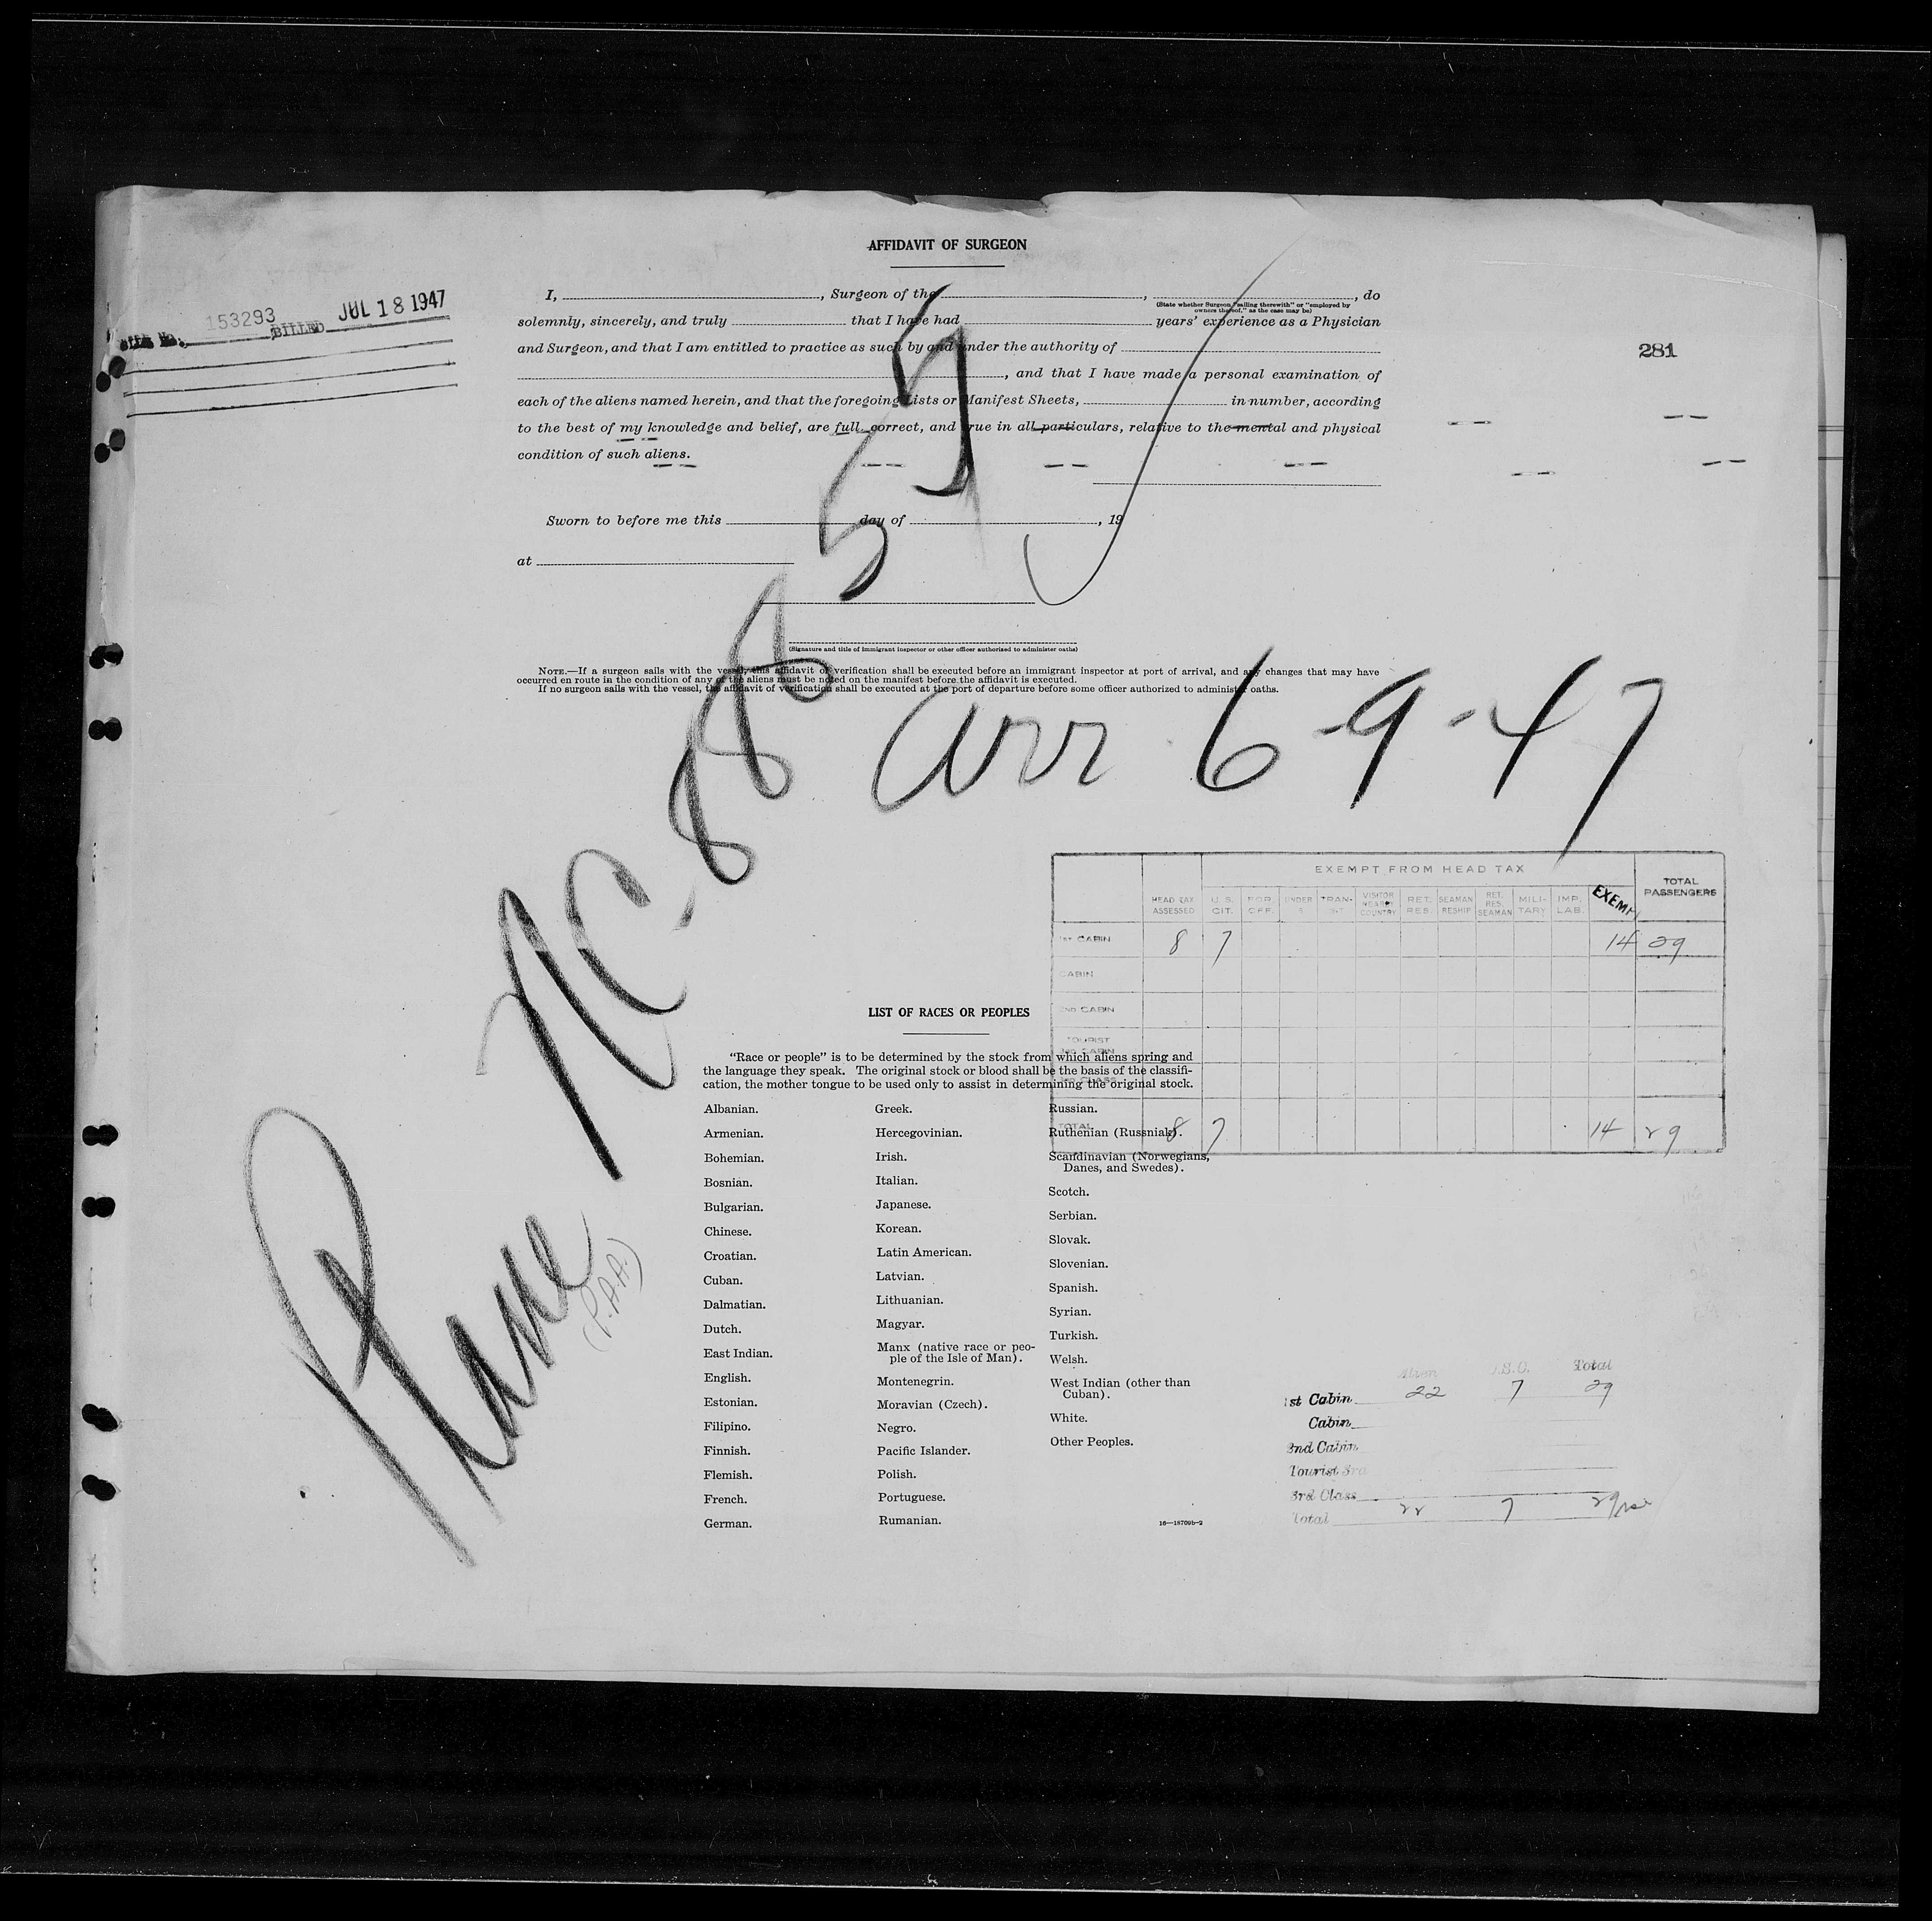 AFFIDAVIT OF SURGEON
I, , Surgeon of the , , do
(State whether Surgeon "sailing therewith" or "employed by
owners thereof," as the case may be)
solemnly, sincerely, and truly that I have had years' experience as a Physician
and Surgeon, and that I am entitled to practice as such by and under the authority of
, and that I have made a personal examination of
each of the aliens named herein, and that the foregoing Lists or Manifest Sheets, in number, according
to the best of my knowledge and belief, are full, correct, and true in all particulars, relative to the mental and physical
condition of such aliens.
Sworn to before me this day of , 19
at
(Signature and title of immigrant inspector or other officer authorized to administer oaths)
NOTE.—If a surgeon sails with the vessel, this affidavit of verification shall be executed before an immigrant inspector at port of arrival, and any changes that may have
occurred en route in the condition of any of the aliens must be noted on the manifest before the affidavit is executed.
If no surgeon sails with the vessel, the affidavit of verification shall be executed at the port of departure before some officer authorized to administer oaths.
No. 153293 BILLED JUL 18 1947
281
Plane NC-88857
(P.A.A.)
arr 6-9-47
EXEMPT FROM HEAD TAX
HEAD TAX ASSESSED U.S. CIT. FOR. OFF. UNDER TRAN- VISITOR NEARBY COUNTRY RET. RES. SEAMAN RESHIP RET. RES. SEAMAN MILI-TARY IMP. LAB. EXEMPT TOTAL PASSENGERS
1ST CABIN 8 7 14 29
CABIN
2ND CABIN
TOURIST
3RD CABIN
3RD CLASS
TOTAL 8 7 14 29
LIST OF RACES OR PEOPLES
"Race or people" is to be determined by the stock from which aliens spring and
the language they speak. The original stock or blood shall be the basis of the classifi-
cation, the mother tongue to be used only to assist in determining the original stock.
Albanian.
Armenian.
Bohemian.
Bosnian.
Bulgarian.
Chinese.
Croatian.
Cuban.
Dalmatian.
Dutch.
East Indian.
English.
Estonian.
Filipino.
Finnish.
Flemish.
French.
German.
Greek.
Hercegovinian.
Irish.
Italian.
Japanese.
Korean.
Latin American.
Latvian.
Lithuanian.
Magyar.
Manx (native race or peo-
ple of the Isle of Man).
Montenegrin.
Moravian (Czech).
Negro.
Pacific Islander.
Polish.
Portuguese.
Rumanian.
Russian.
Ruthenian (Russniak).
Scandinavian (Norwegians,
Danes, and Swedes).
Scotch.
Serbian.
Slovak.
Slovenian.
Spanish.
Syrian.
Turkish.
Welsh.
West Indian (other than
Cuban).
White.
Other Peoples.
16—18709b-2
Alien U.S.C. Total
1st Cabin 22 7 29
Cabin
2nd Cabin
Tourist 3rd
3rd Class
Total 22 7 29